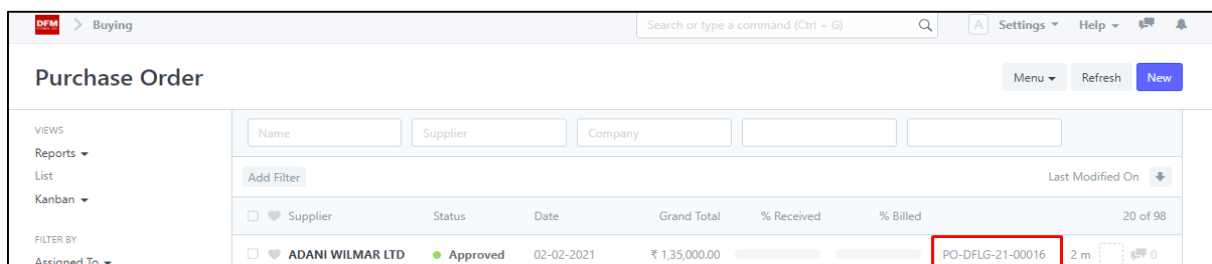 DFM > Buying Search or type a command (Ctrl + G) A Settings Help
Purchase Order Menu Refresh New
VIEWS
Name Supplier Company
Reports
List Add Filter Last Modified On
Kanban
Supplier Status Date Grand Total % Received % Billed 20 of 98
FILTER BY
ADANI WILMAR LTD Approved 02-02-2021 ₹ 1,35,000.00 PO-DFLG-21-00016 2 m 0
Assigned To